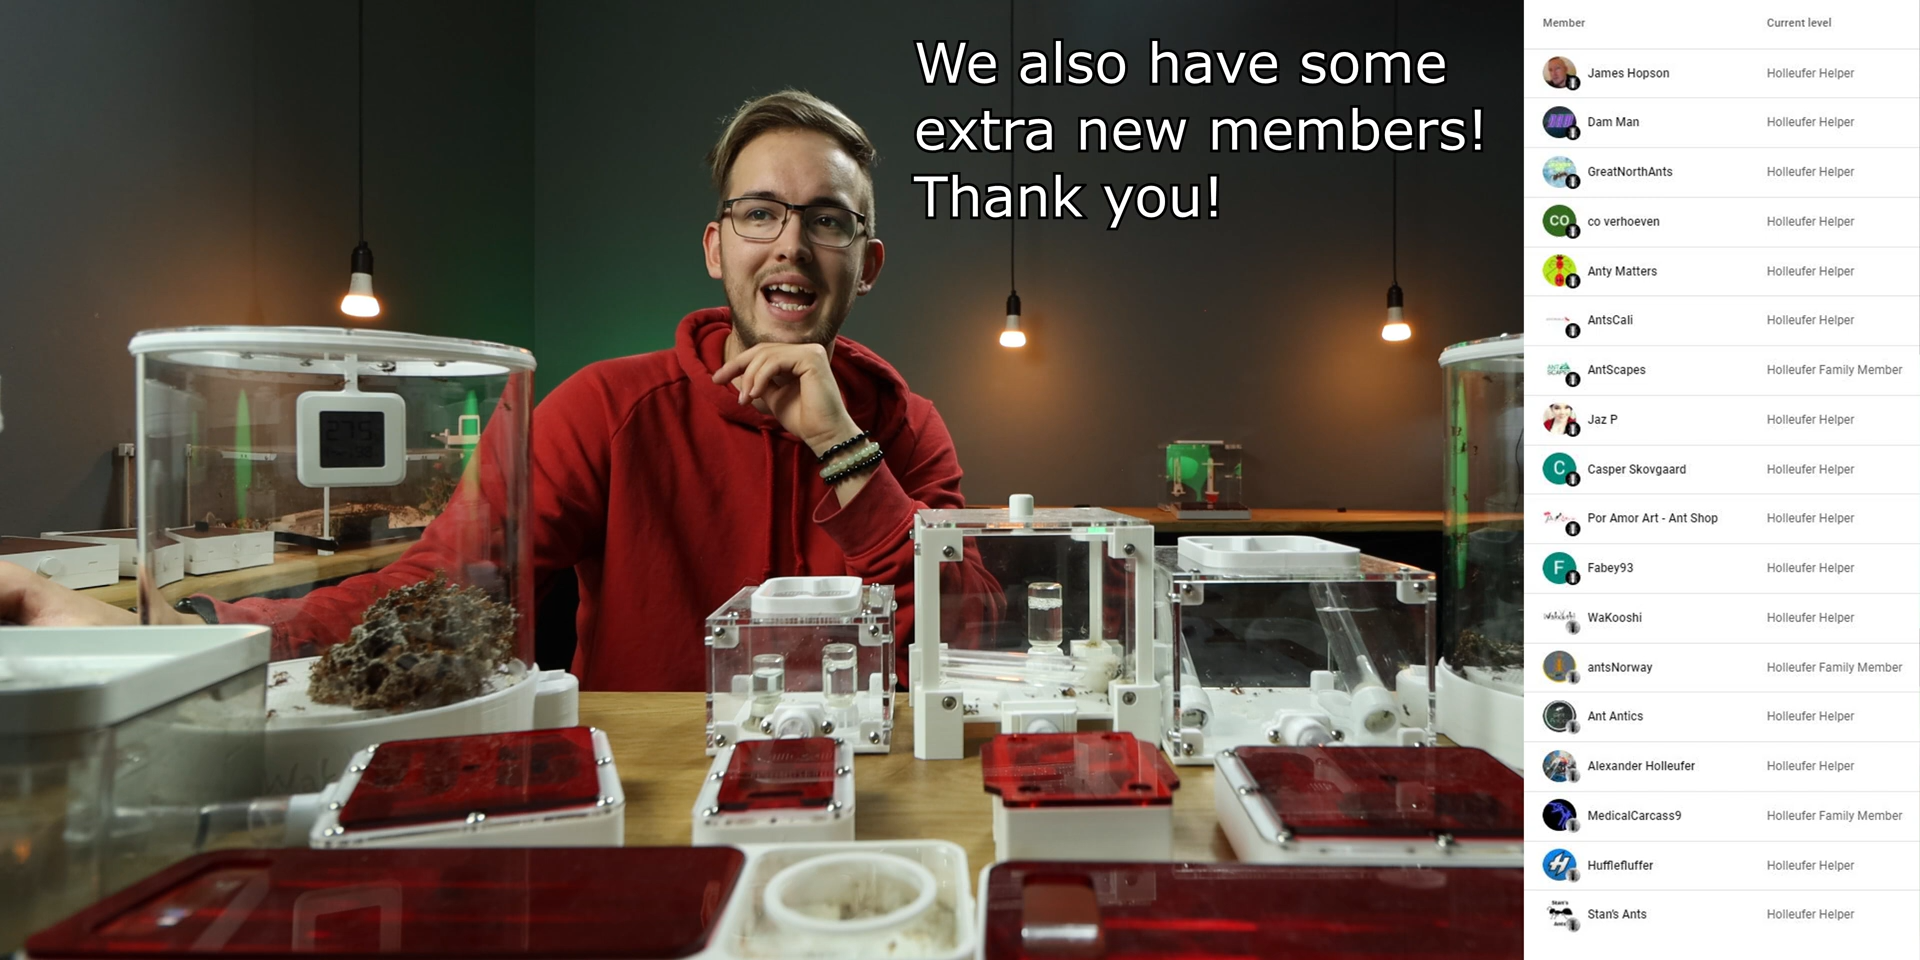 We also have some
extra new members!
Thank you!
Member Current level
James Hopson Holleufer Helper
Dam Man Holleufer Helper
GreatNorthAnts Holleufer Helper
CO co verhoeven Holleufer Helper
Anty Matters Holleufer Helper
AntsCali Holleufer Helper
AntScapes Holleufer Family Member
Jaz P Holleufer Helper
C Casper Skovgaard Holleufer Helper
Por Amor Art - Ant Shop Holleufer Helper
F Fabey93 Holleufer Helper
WaKooshi Holleufer Helper
antsNorway Holleufer Family Member
Ant Antics Holleufer Helper
Alexander Holleufer Holleufer Helper
MedicalCarcass9 Holleufer Family Member
Hufflefluffer Holleufer Helper
Stan's Ants Holleufer Helper